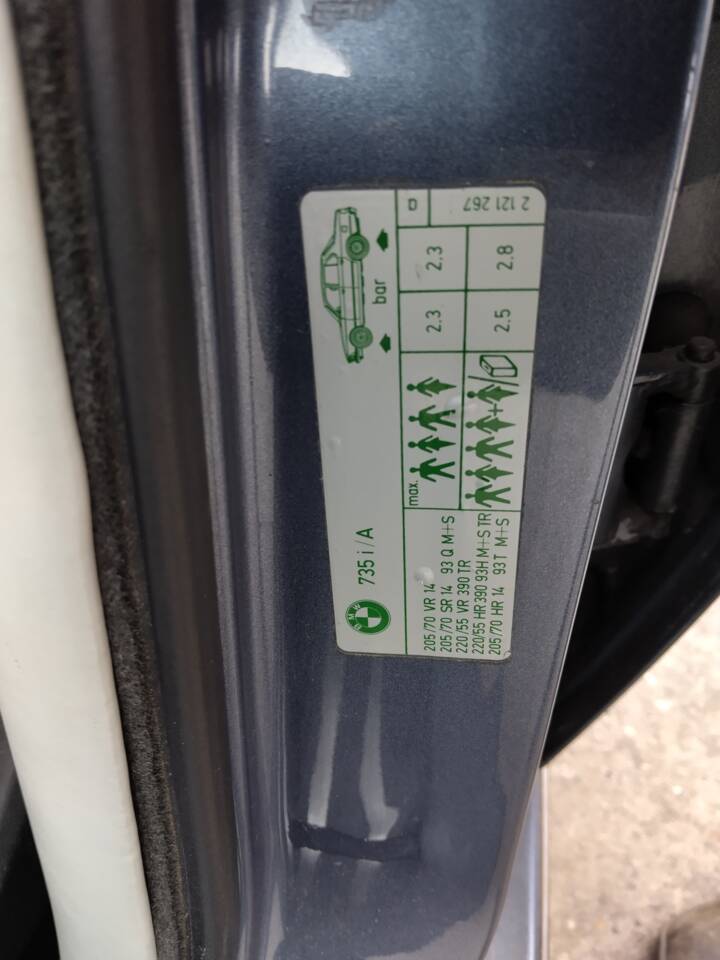 BMW 735 i/A
bar
205/70 VR 14
205/70 SR 14 93 Q M+S
220/55 VR 390 TR
220/55 HR 390 93H M+S TR
205/70 HR 14 93T M+S
max.
+
/
2.3 2.3
2.5 2.8
a
2 121 267